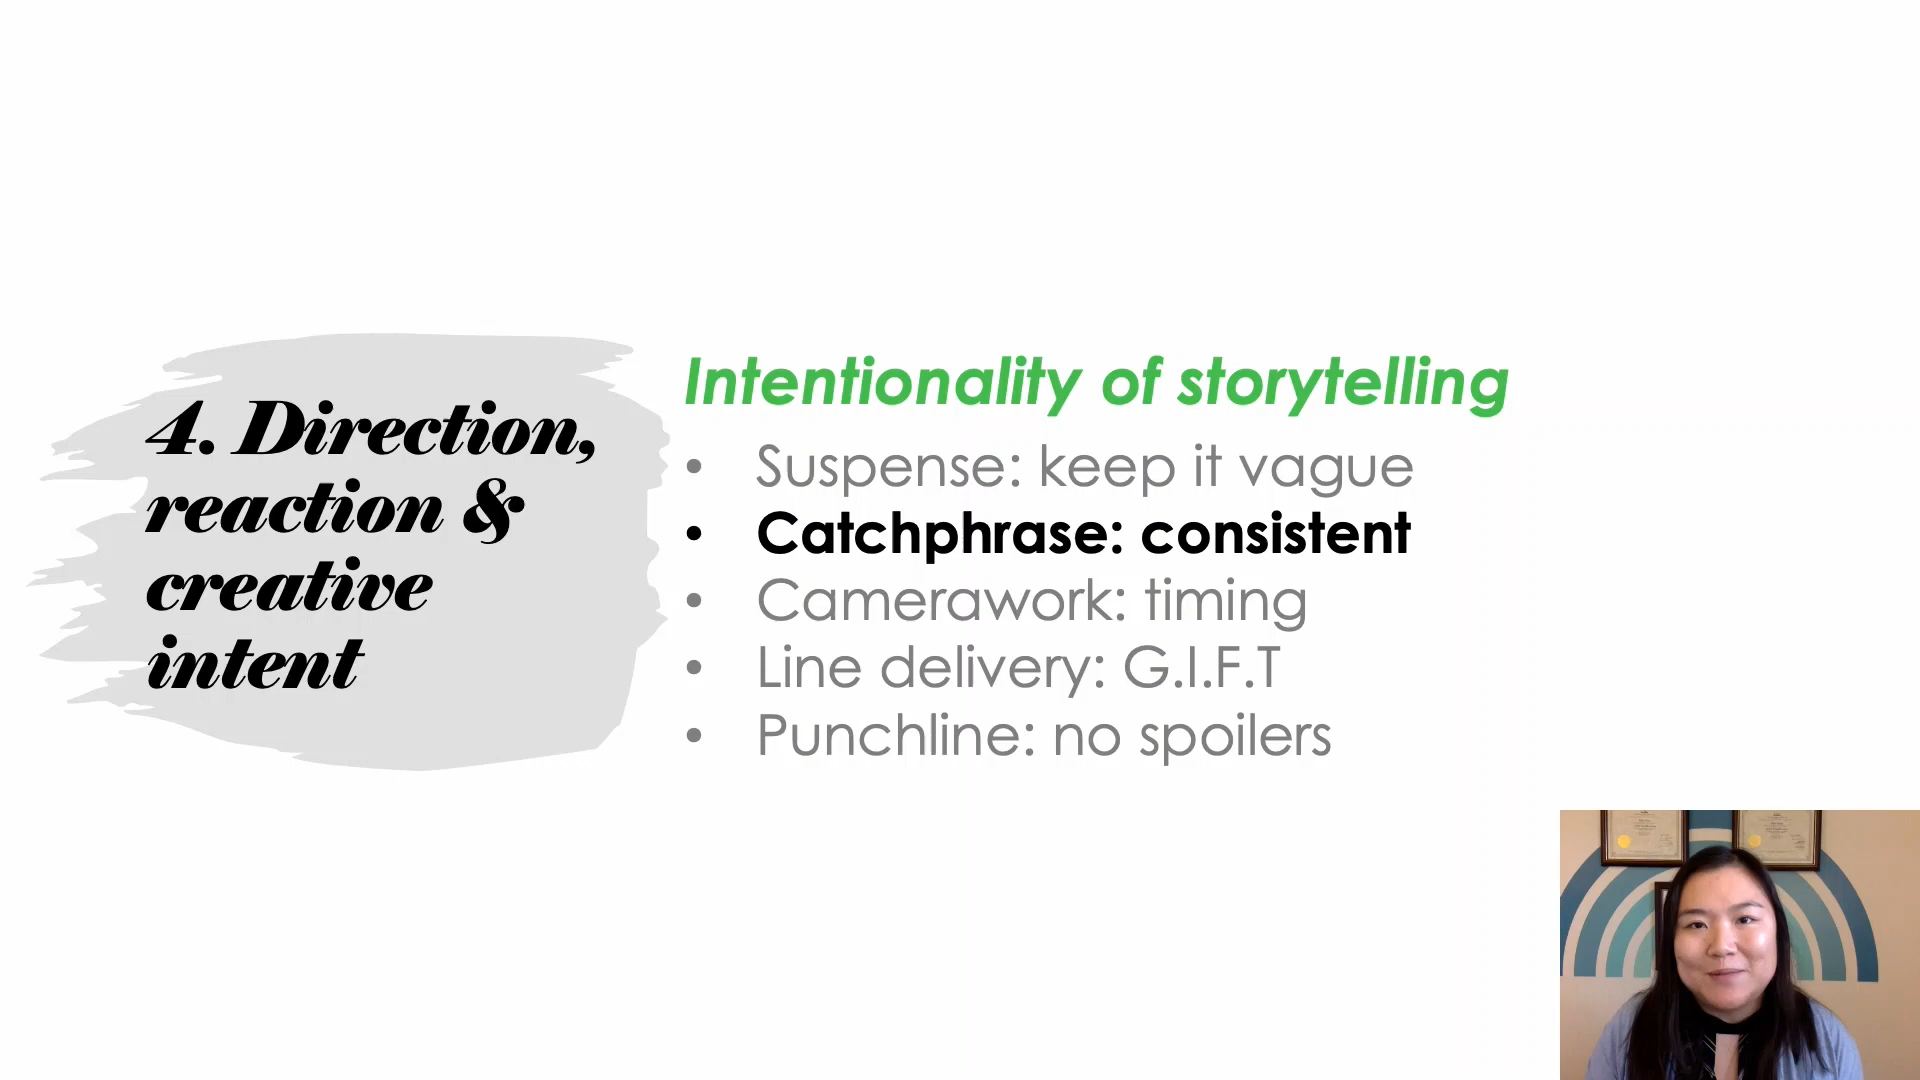 4. Direction,
reaction &
creative
intent
Intentionality of storytelling
• Suspense: keep it vague
• Catchphrase: consistent
• Camerawork: timing
• Line delivery: G.I.F.T
• Punchline: no spoilers